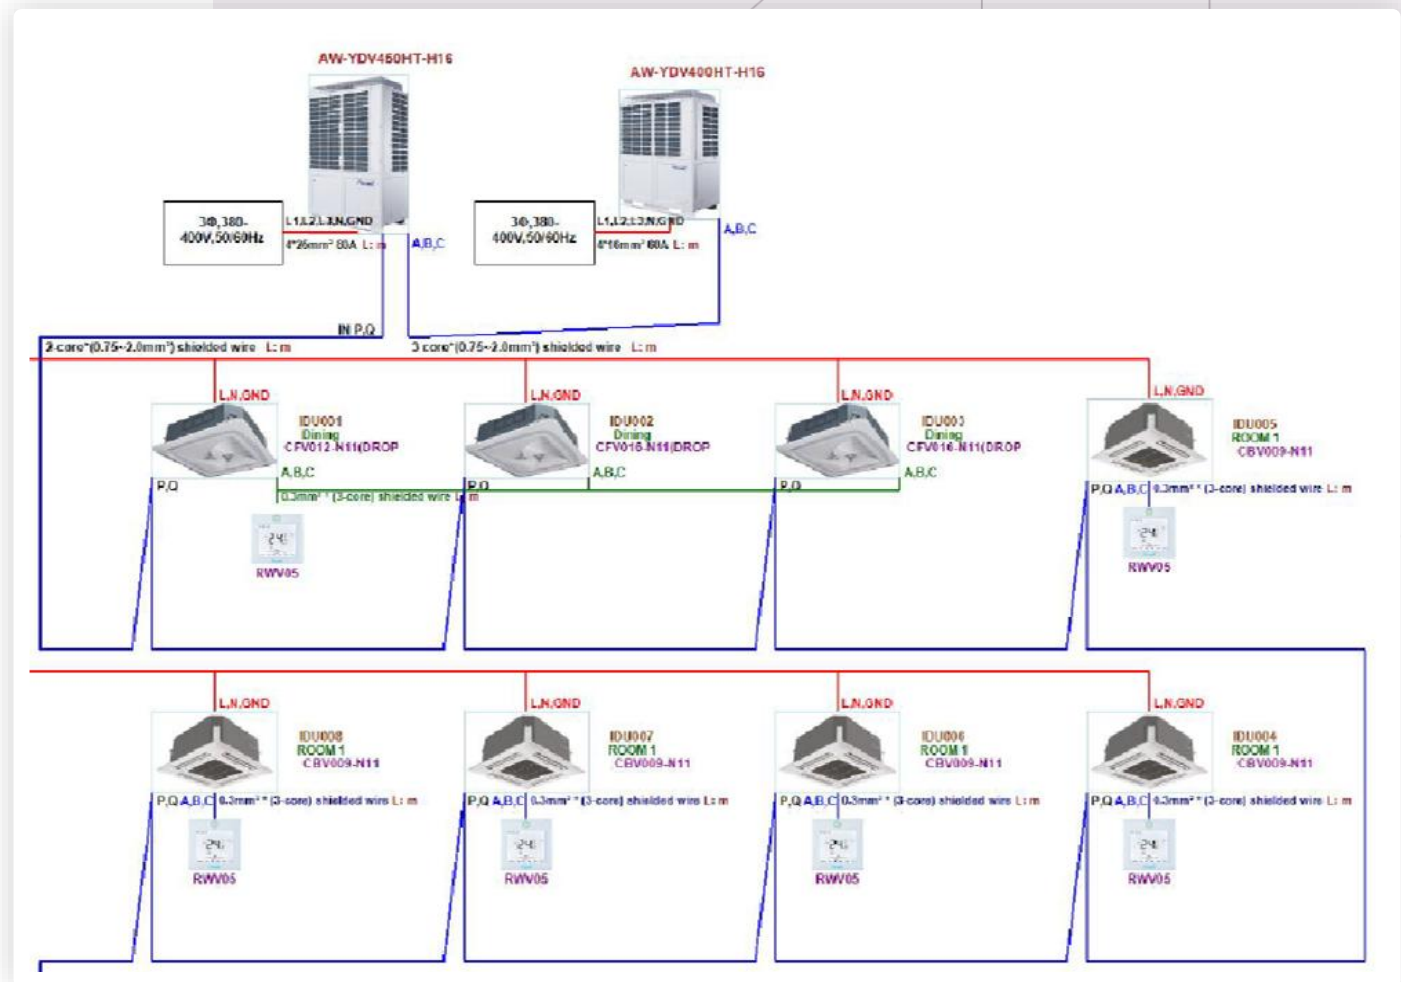 AW-YDV450HT-H16
AW-YDV400HT-H16
3Φ,380-
400V,50/60Hz
L1,L2,L3,N,GND
4*25mm² 80A L: m
A,B,C
3Φ,380-
400V,50/60Hz
L1,L2,L3,N,GND
4*16mm² 60A L: m
A,B,C
IN P,Q
2-core*(0.75~2.0mm²) shielded wire L: m
3 core*(0.75~2.0mm²) shielded wire L: m
L,N,GND
IDU001
Dining
CFV012-N11(DROP
A,B,C
P,Q
0.3mm² * (3-core) shielded wire L: m
RWV05
L,N,GND
IDU002
Dining
CFV016-N11(DROP
A,B,C
P,Q
L,N,GND
IDU003
Dining
CFV016-N11(DROP
A,B,C
P,Q
L,N,GND
IDU005
ROOM 1
CBV009-N11
P,Q A,B,C 0.3mm² * (3-core) shielded wire L: m
RWV05
L,N,GND
IDU008
ROOM 1
CBV009-N11
P,Q A,B,C 0.3mm² * (3-core) shielded wire L: m
RWV05
L,N,GND
IDU007
ROOM 1
CBV009-N11
P,Q A,B,C 0.3mm² * (3-core) shielded wire L: m
RWV05
L,N,GND
IDU006
ROOM 1
CBV009-N11
P,Q A,B,C 0.3mm² * (3-core) shielded wire L: m
RWV05
L,N,GND
IDU004
ROOM 1
CBV009-N11
P,Q A,B,C 0.3mm² * (3-core) shielded wire L: m
RWV05